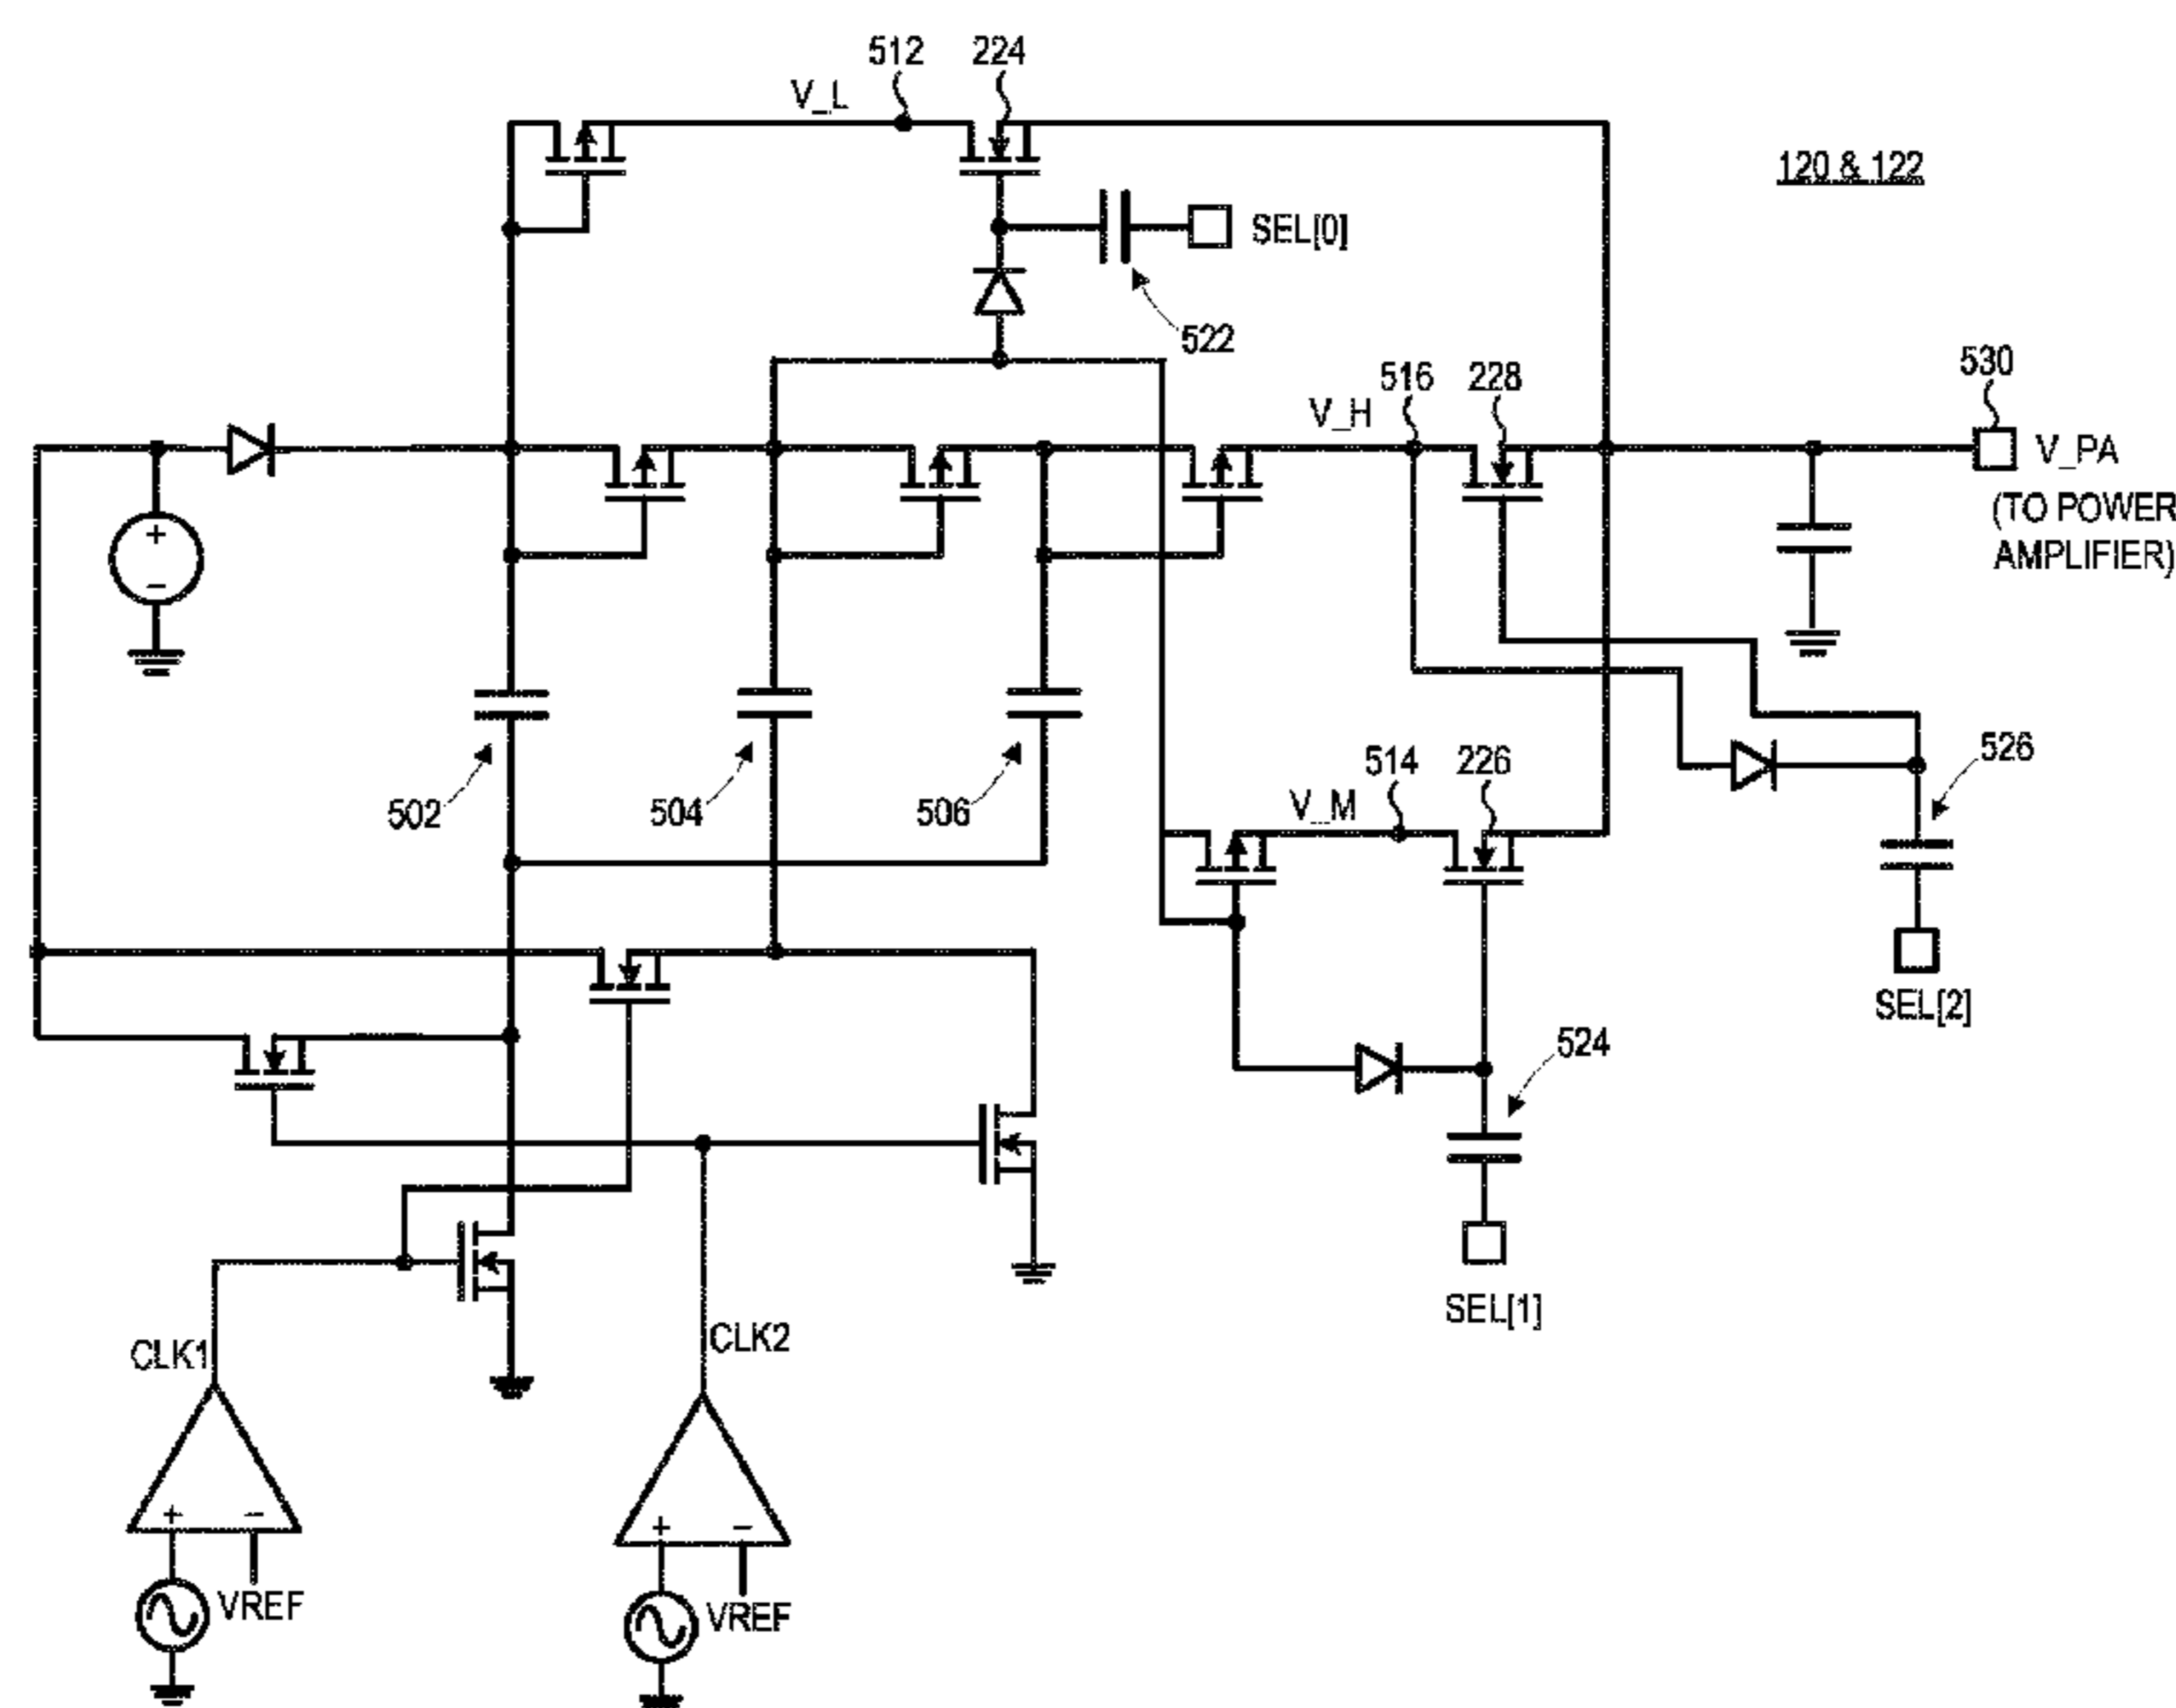 512
224
V_L
120 & 122
SEL[0]
522
530
516
228
V_H
V_PA
(TO POWER
AMPLIFIER)
+
−
514
226
526
502
504
506
V_M
SEL[2]
524
SEL[1]
CLK1
CLK2
+ −
+ −
VREF
VREF